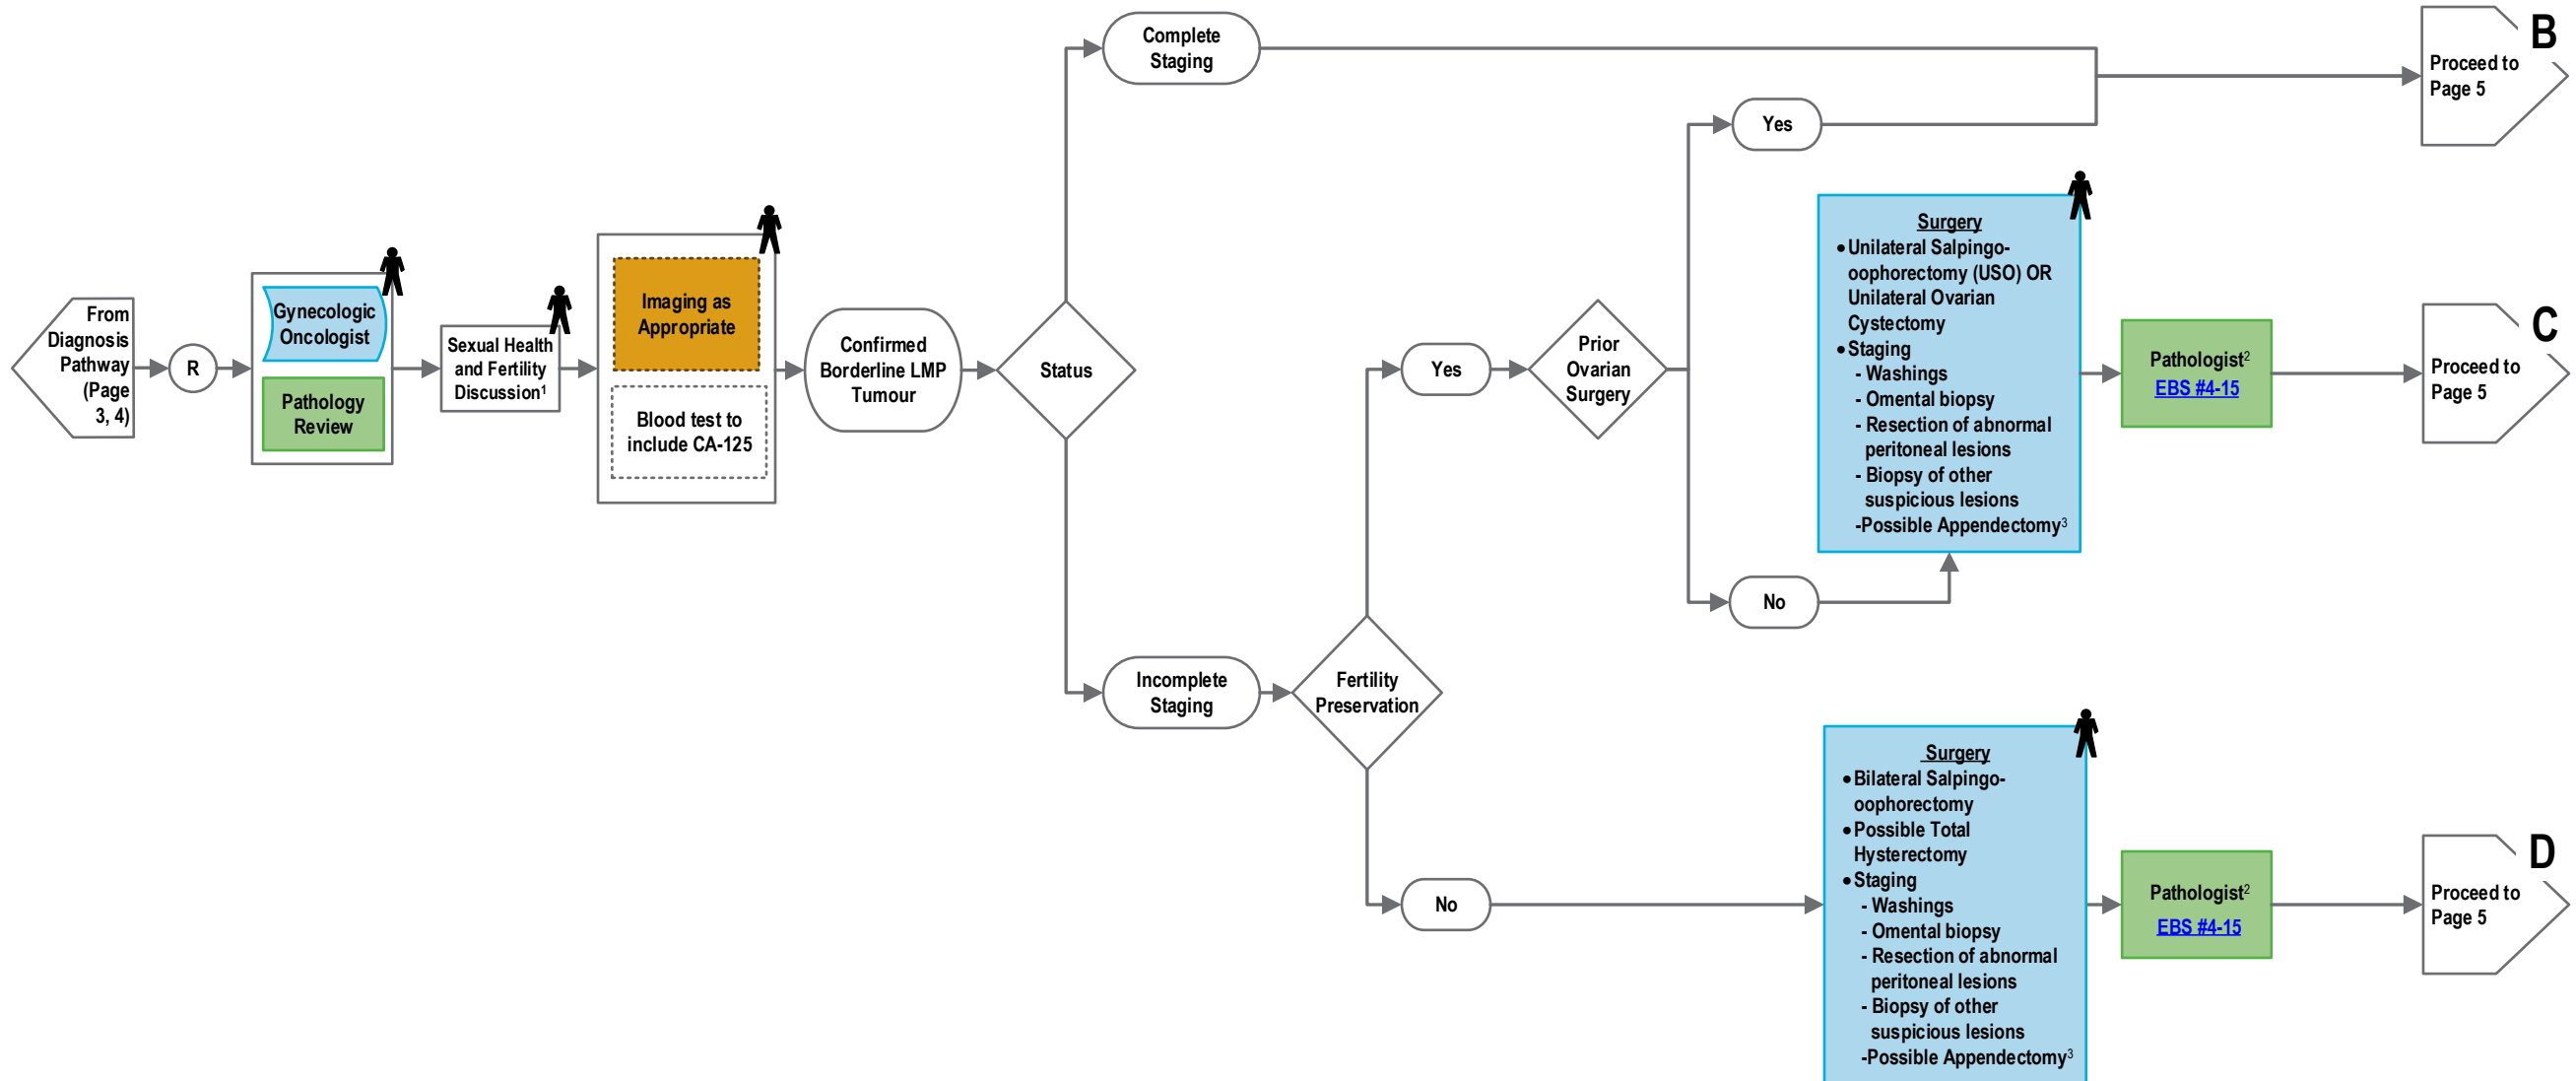 From
Diagnosis
Pathway
(Page
3, 4)
R
Gynecologic
Oncologist
Pathology
Review
Sexual Health
and Fertility
Discussion¹
Imaging as
Appropriate
Blood test to
include CA-125
Confirmed
Borderline LMP
Tumour
Status
Complete
Staging
B
Proceed to
Page 5
Incomplete
Staging
Fertility
Preservation
Yes
Prior
Ovarian
Surgery
Yes
No
Surgery
•Unilateral Salpingo-
oophorectomy (USO) OR
Unilateral Ovarian
Cystectomy
•Staging
- Washings
- Omental biopsy
- Resection of abnormal
peritoneal lesions
- Biopsy of other
suspicious lesions
-Possible Appendectomy³
Pathologist²
EBS #4-15
C
Proceed to
Page 5
No
Surgery
•Bilateral Salpingo-
oophorectomy
•Possible Total
Hysterectomy
•Staging
- Washings
- Omental biopsy
- Resection of abnormal
peritoneal lesions
- Biopsy of other
suspicious lesions
-Possible Appendectomy³
Pathologist²
EBS #4-15
D
Proceed to
Page 5